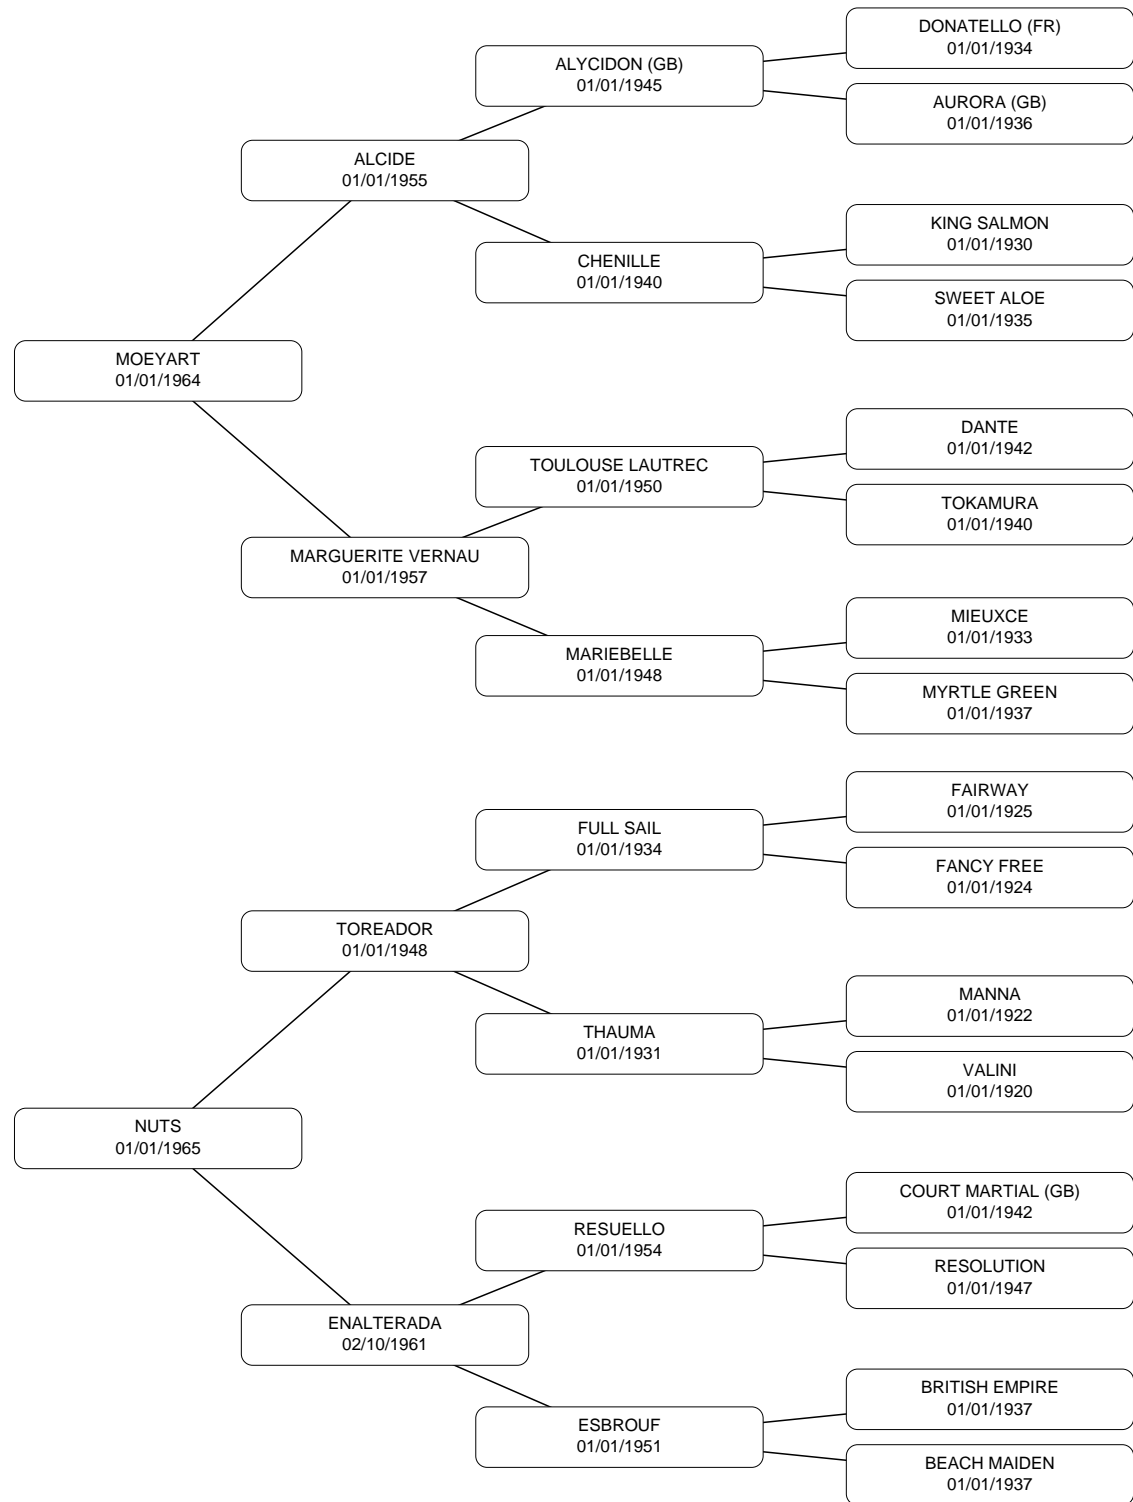 DONATELLO (FR)
01/01/1934
ALYCIDON (GB)
01/01/1945
AURORA (GB)
01/01/1936
ALCIDE
01/01/1955
KING SALMON
01/01/1930
CHENILLE
01/01/1940
SWEET ALOE
01/01/1935
MOEYART
01/01/1964
DANTE
01/01/1942
TOULOUSE LAUTREC
01/01/1950
TOKAMURA
01/01/1940
MARGUERITE VERNAU
01/01/1957
MIEUXCE
01/01/1933
MARIEBELLE
01/01/1948
MYRTLE GREEN
01/01/1937
FAIRWAY
01/01/1925
FULL SAIL
01/01/1934
FANCY FREE
01/01/1924
TOREADOR
01/01/1948
MANNA
01/01/1922
THAUMA
01/01/1931
VALINI
01/01/1920
NUTS
01/01/1965
COURT MARTIAL (GB)
01/01/1942
RESUELLO
01/01/1954
RESOLUTION
01/01/1947
ENALTERADA
02/10/1961
BRITISH EMPIRE
01/01/1937
ESBROUF
01/01/1951
BEACH MAIDEN
01/01/1937